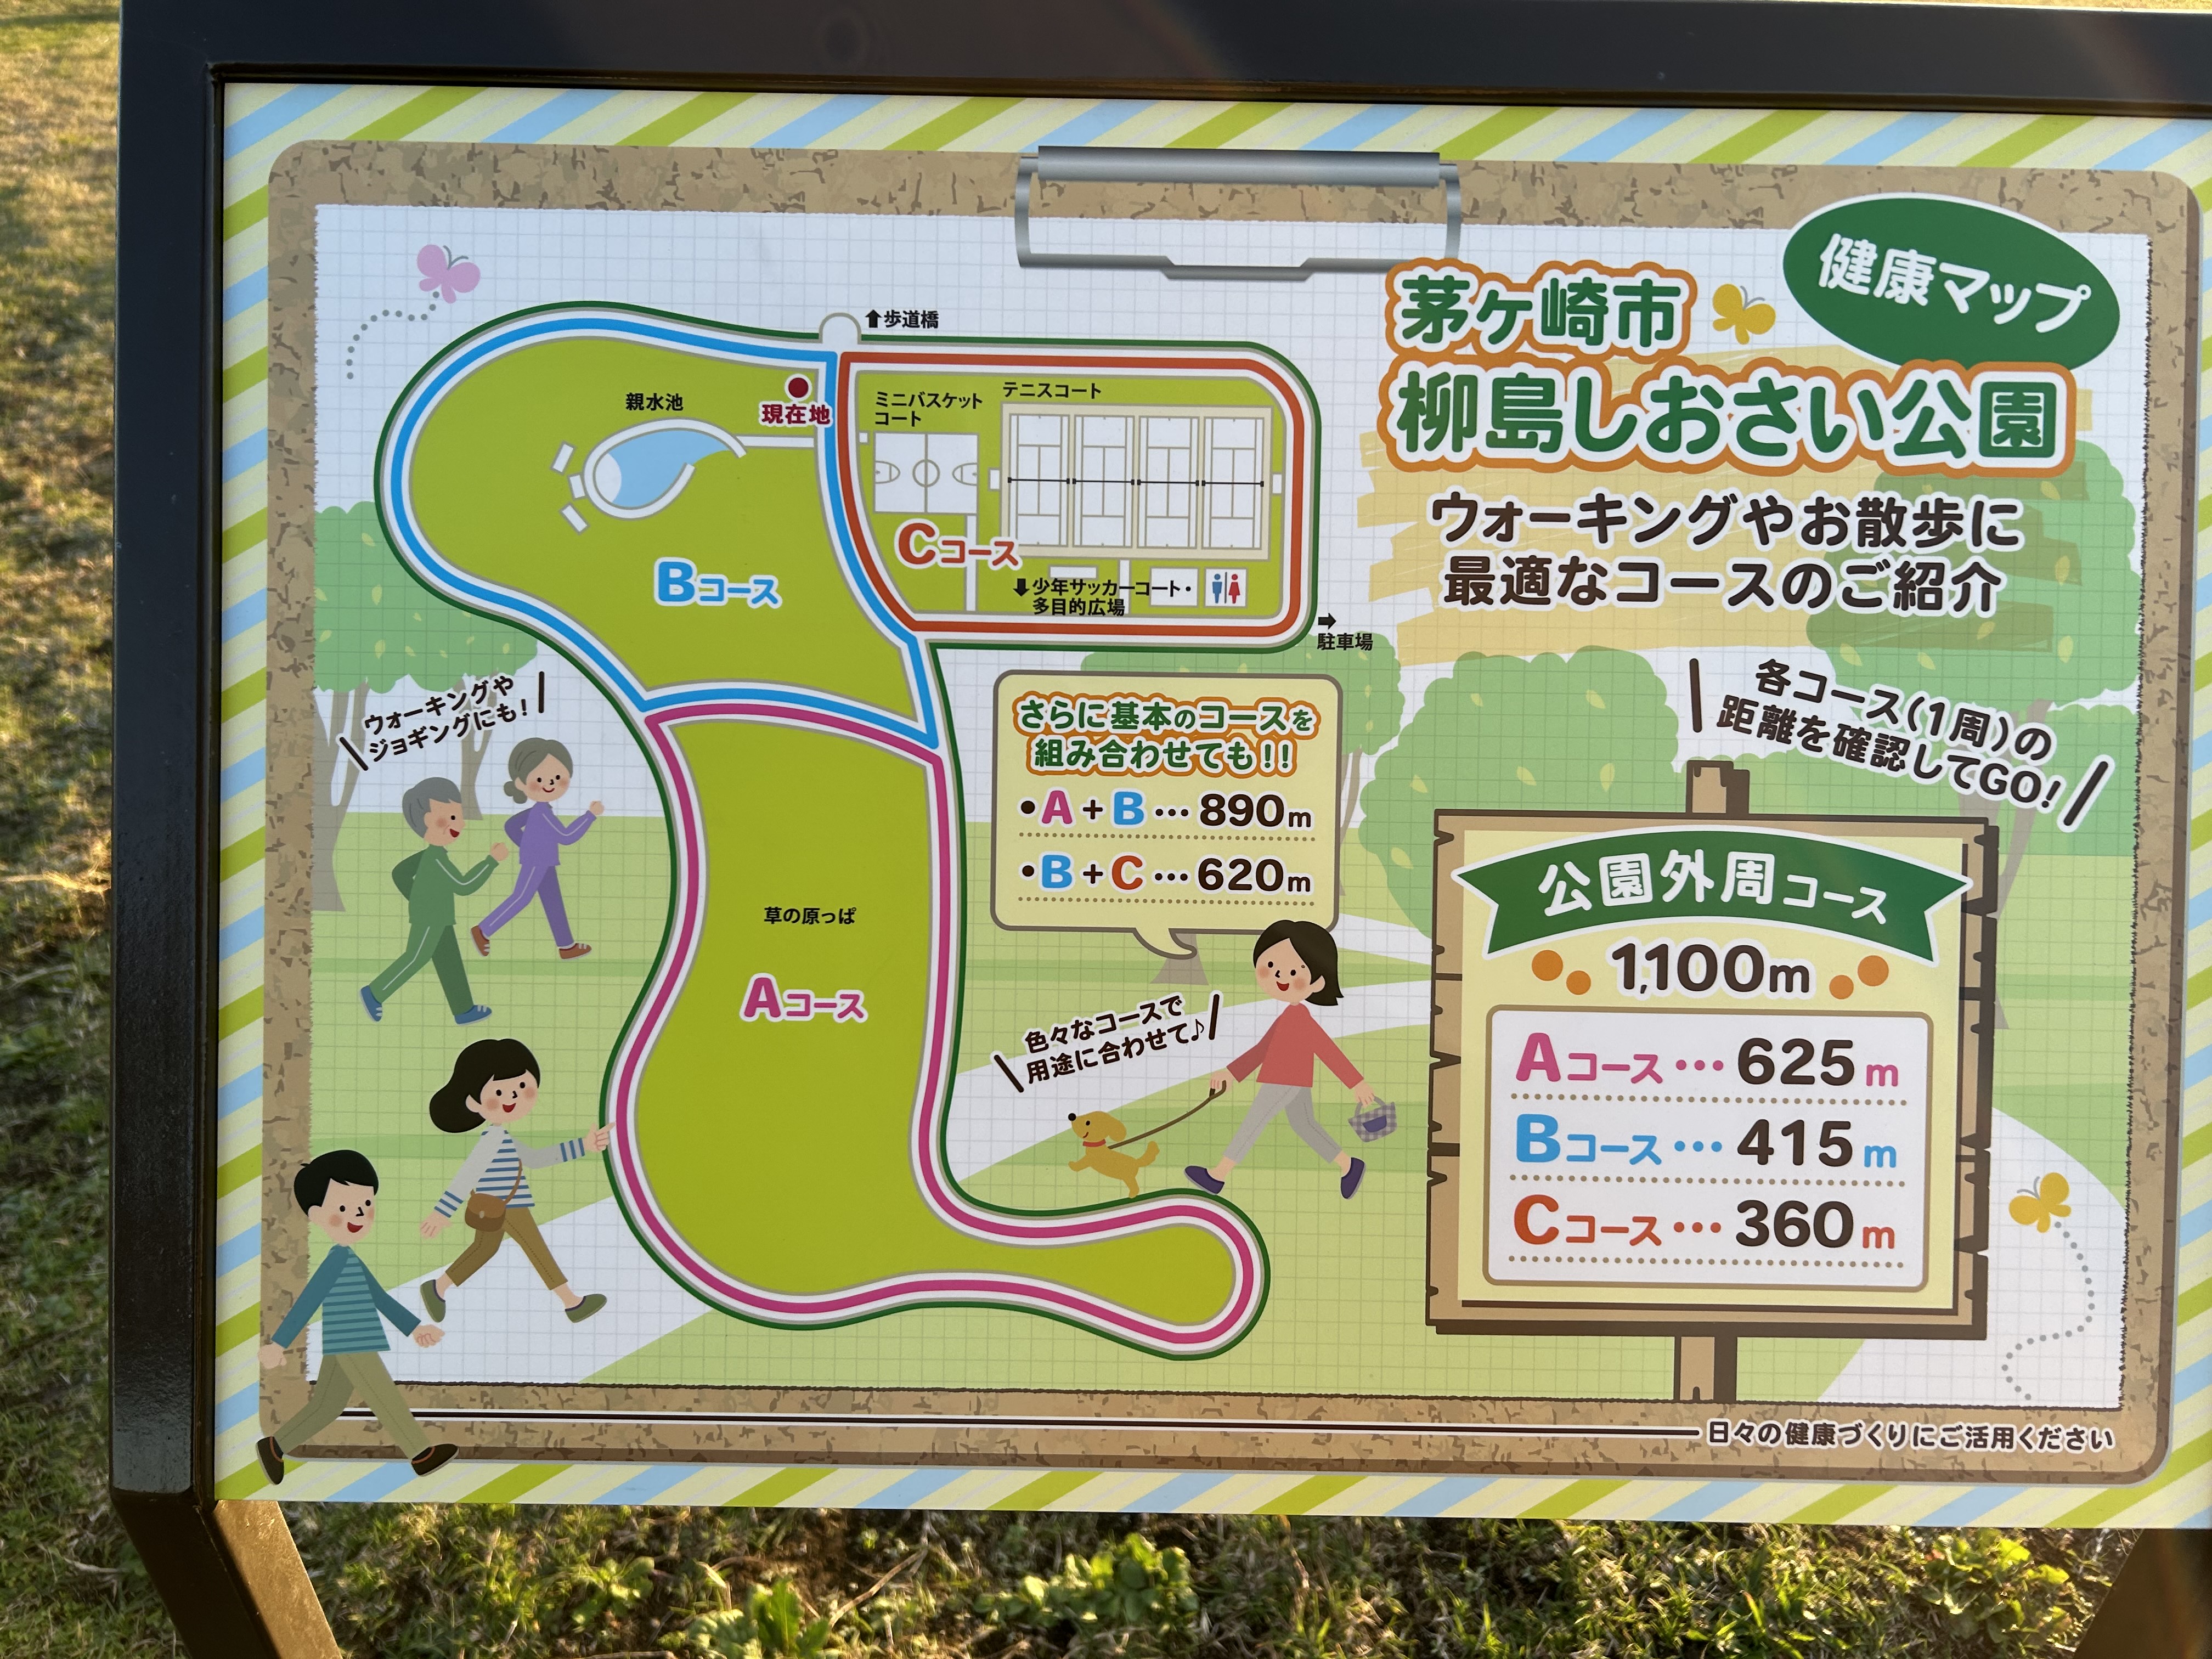 健康マップ
茅ヶ崎市
柳島しおさい公園
ウォーキングやお散歩に
最適なコースのご紹介
⬆歩道橋
親水池
現在地
ミニバスケット
コート
テニスコート
Cコース
Bコース
⬇少年サッカーコート・
多目的広場
➡
駐車場
ウォーキングや
ジョギングにも!
さらに基本のコースを
組み合わせても!!
•A+B…890m
•B+C…620m
草の原っぱ
Aコース
色々なコースで
用途に合わせて♪
各コース(1周)の
距離を確認してGO!
公園外周コース
1,100m
Aコース…625m
Bコース…415m
Cコース…360m
日々の健康づくりにご活用ください